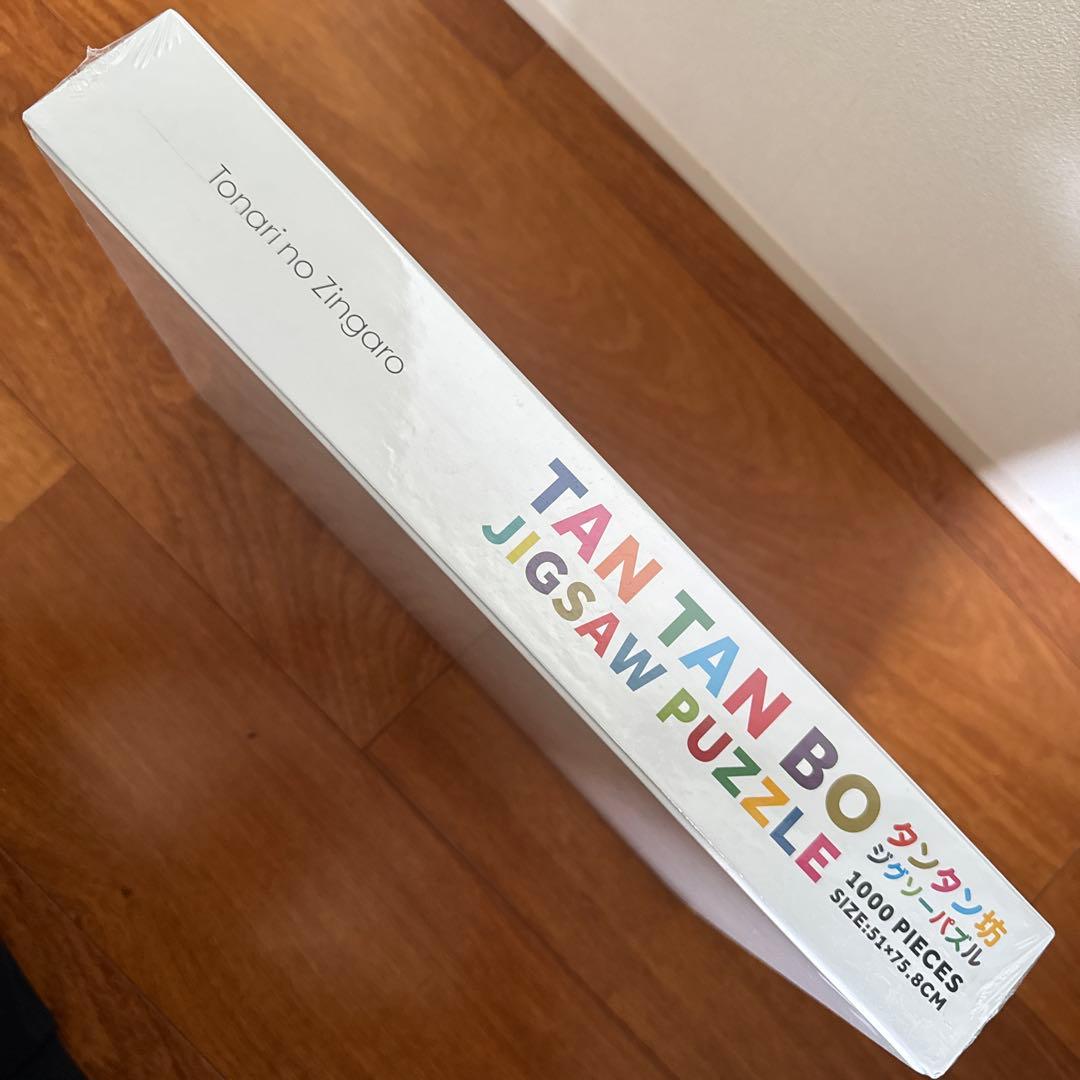 Tonari no Zingaro
TAN TAN BO
JIGSAW PUZZLE
タンタン坊
ジグソーパズル
1000 PIECES
SIZE:51×75.8CM